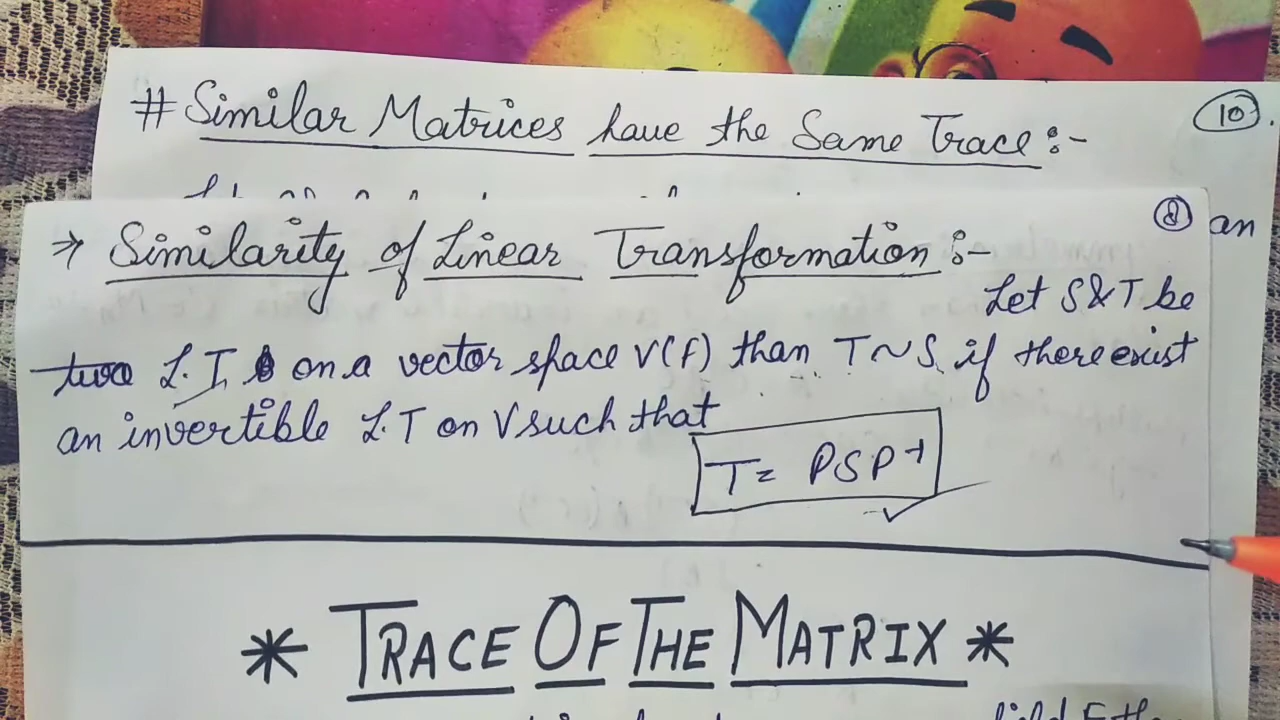 # Similar Matrices have the Same Trace :-
10
an
→ Similarity of Linear Transformation :-
8
Let S & T be
two L.T on a vector space V(F) than T~S if there exist
an invertible L.T on V such that
T = PSP⁻¹
* TRACE OF THE MATRIX *